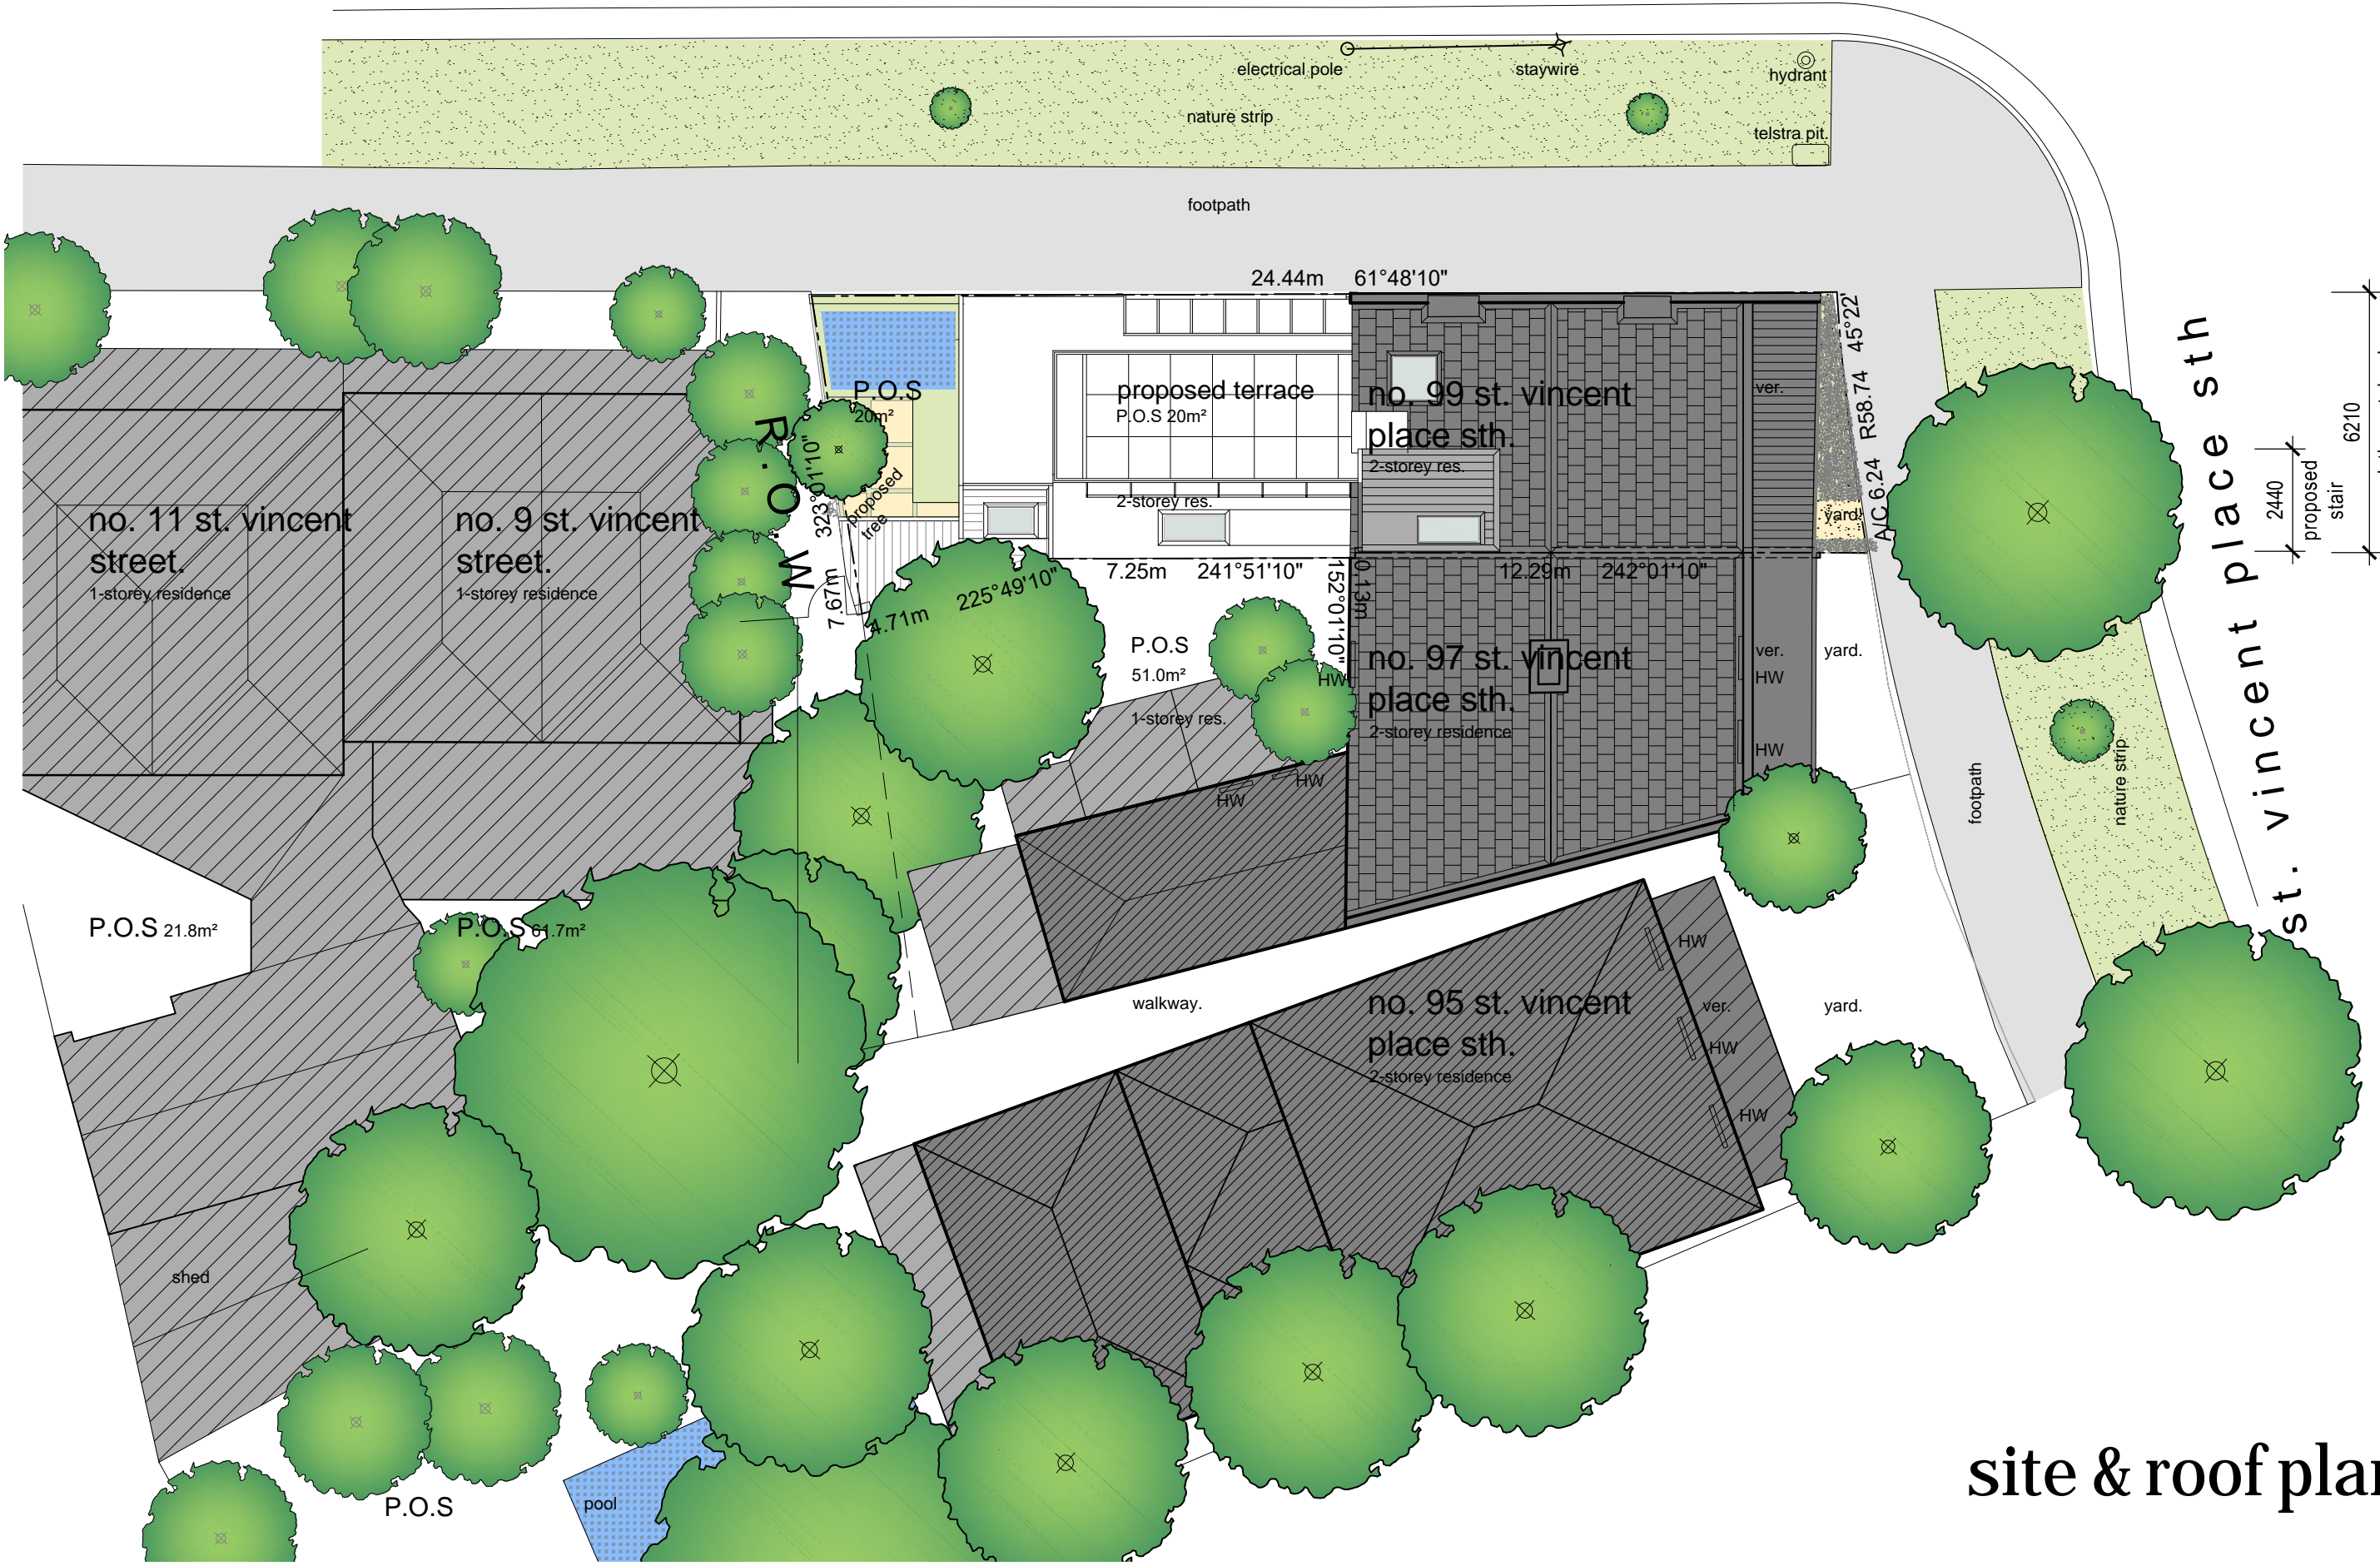 electrical pole
staywire
hydrant
nature strip
telstra pit.
footpath
24.44m 61°48'10"
A/C 6.24 R58.74 45°22'
st. vincent place sth
6210
2440
proposed
stair
P.O.S
20m²
proposed terrace
P.O.S 20m²
2-storey res.
no. 99 st. vincent
place sth.
2-storey res.
ver.
yard.
R.O.W
323°01'10"
7.67m
proposed
tree
no. 11 st. vincent
street.
1-storey residence
no. 9 st. vincent
street.
1-storey residence
4.71m 225°49'10"
7.25m 241°51'10"
152°01'10"
0.13m
12.29m 242°01'10"
P.O.S
51.0m²
1-storey res.
HW
HW
HW
no. 97 st. vincent
place sth.
2-storey residence
ver.
HW
HW
yard.
footpath
nature strip
P.O.S 21.8m²
P.O.S 61.7m²
walkway.
no. 95 st. vincent
place sth.
2-storey residence
HW
ver.
HW
HW
yard.
shed
P.O.S
pool
site & roof plan